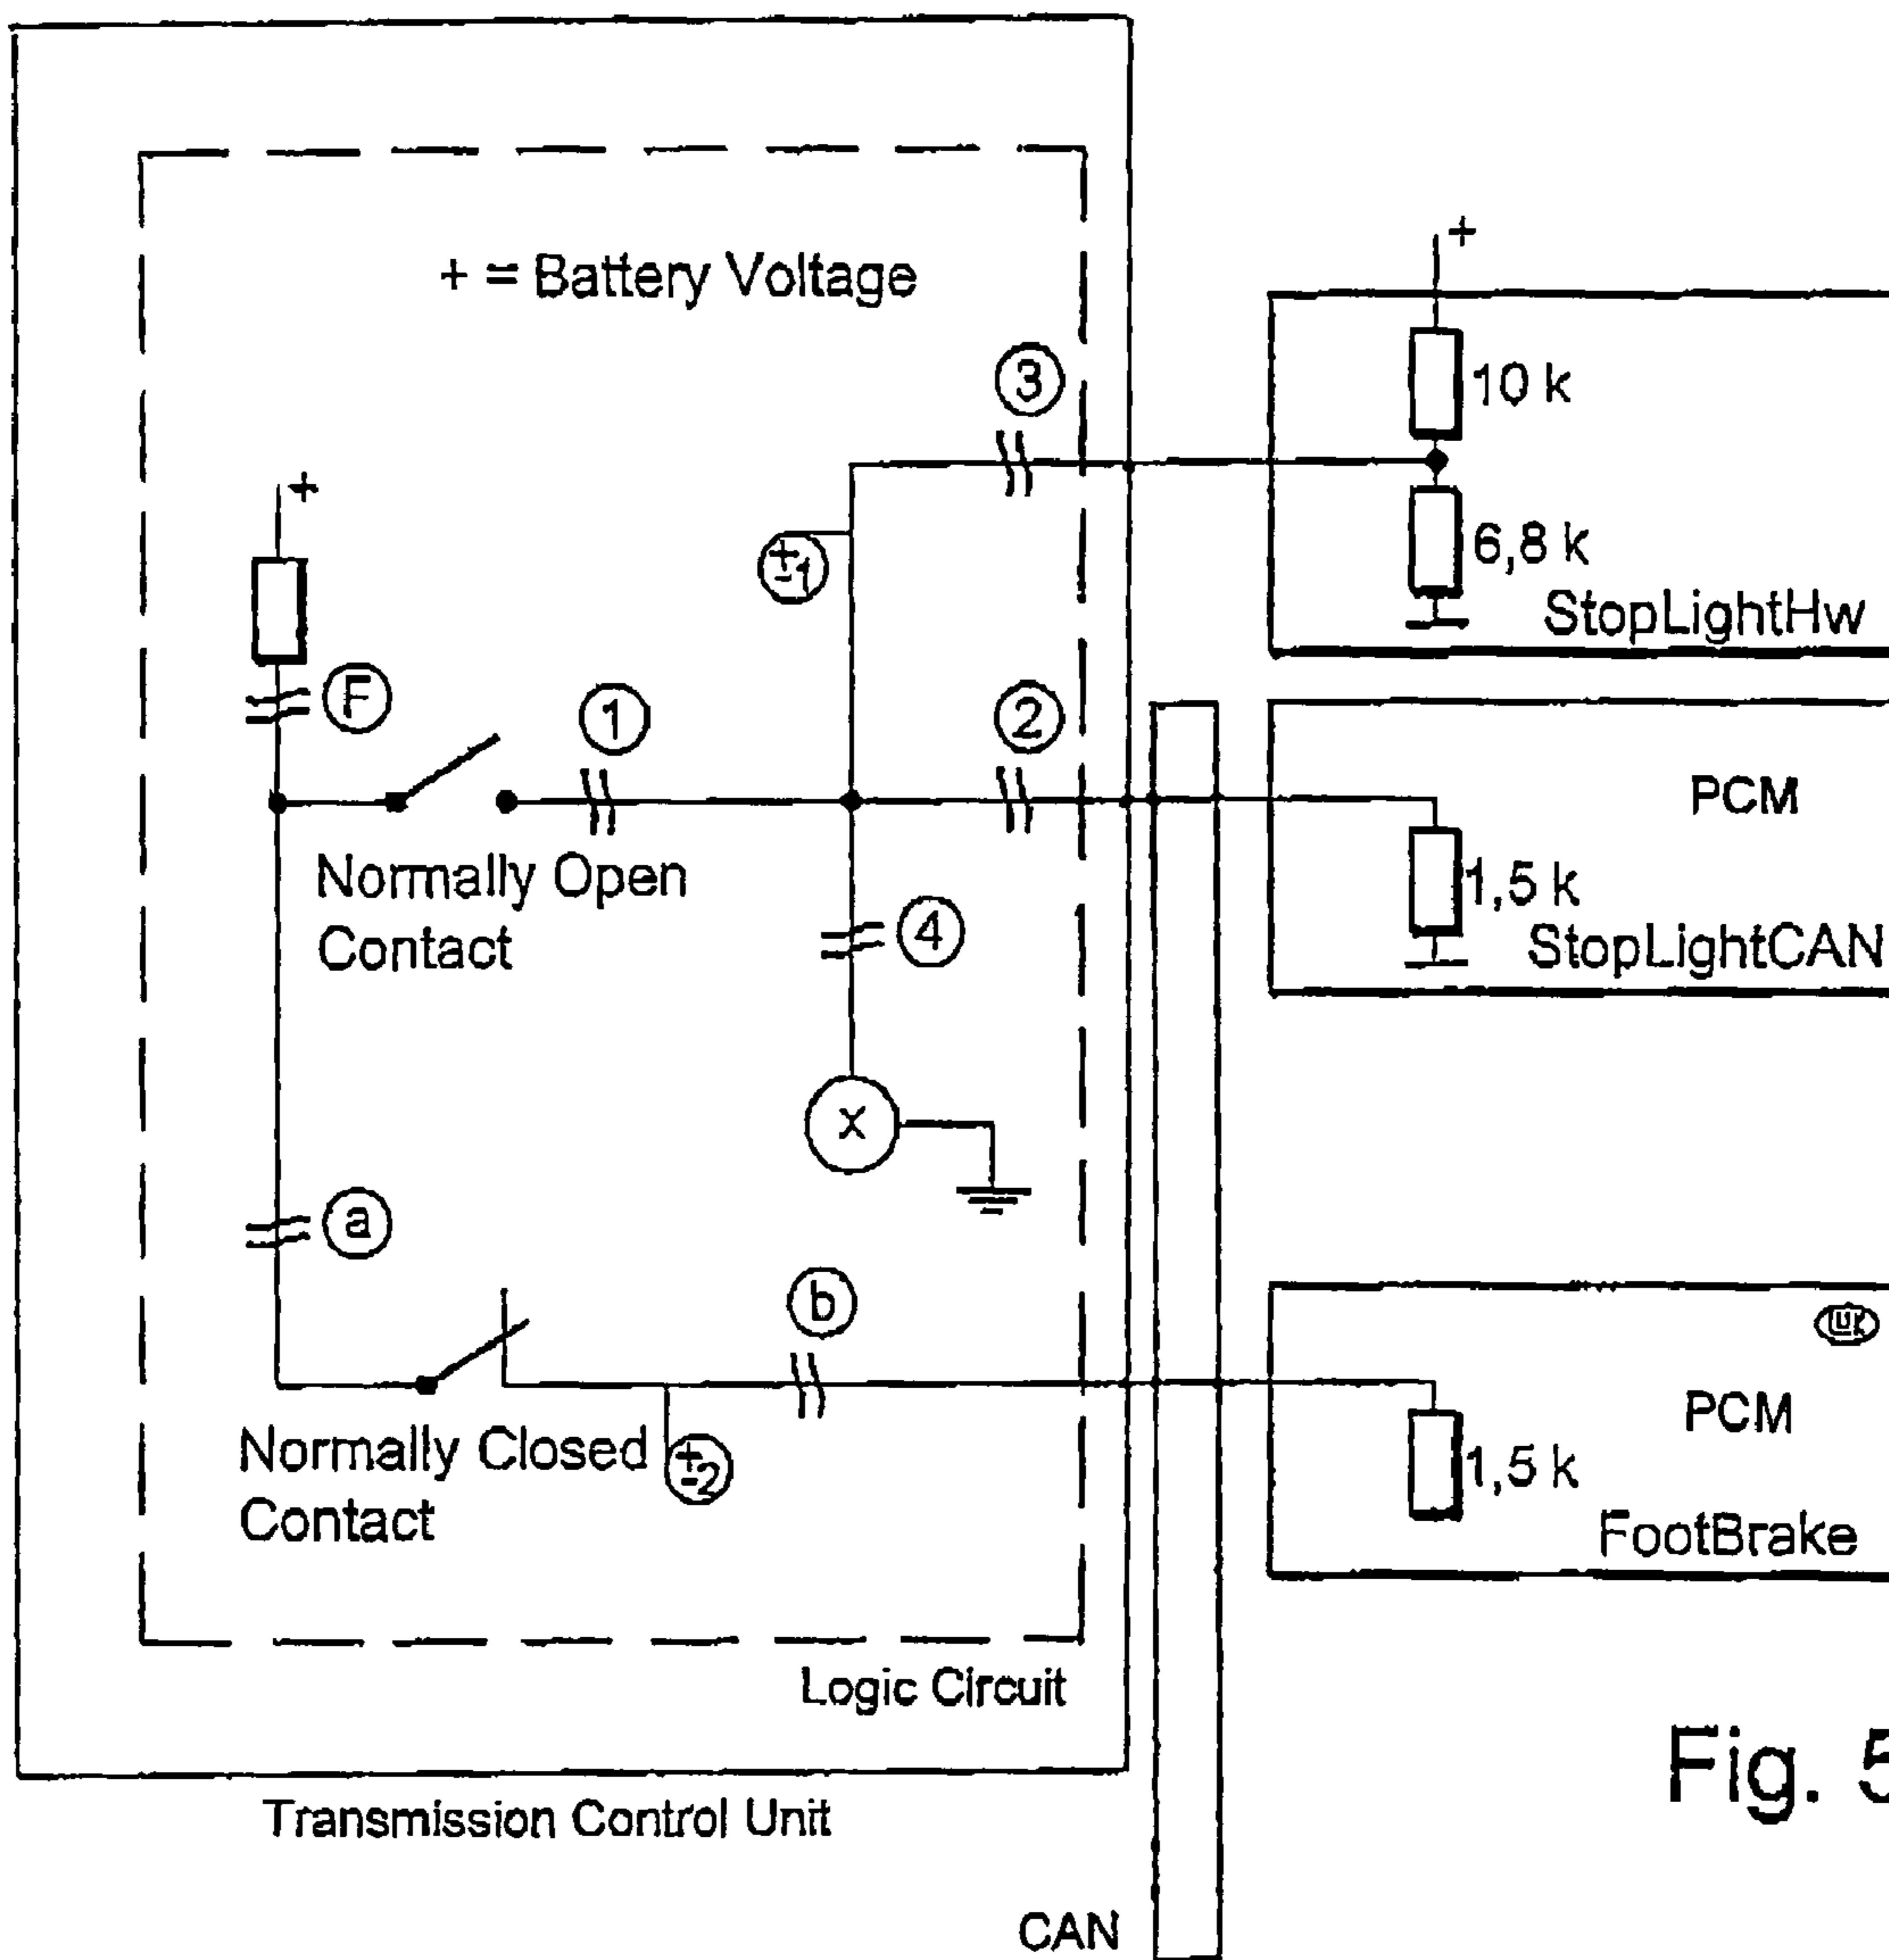 + = Battery Voltage
+
10 k
6,8 k
StopLightHw
3
+
±1
F
1
2
PCM
Normally Open
Contact
1,5 k
StopLightCAN
4
x
a
b
LuK
PCM
Normally Closed
Contact
±2
1,5 k
FootBrake
Logic Circuit
Fig. 5
Transmission Control Unit
CAN